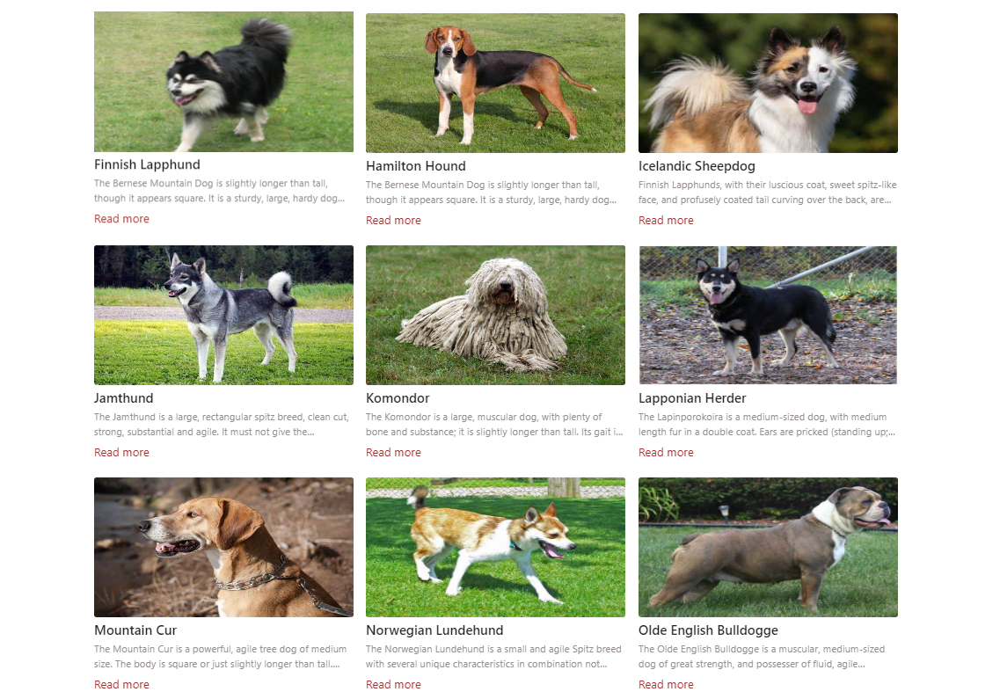 Finnish Lapphund
The Bernese Mountain Dog is slightly longer than tall,
though it appears square. It is a sturdy, large, hardy dog...
Read more
Hamilton Hound
The Bernese Mountain Dog is slightly longer than tall,
though it appears square. It is a sturdy, large, hardy dog...
Read more
Icelandic Sheepdog
Finnish Lapphunds, with their luscious coat, sweet spitz-like
face, and profusely coated tail curving over the back, are...
Read more
Jamthund
The Jamthund is a large, rectangular spitz breed, clean cut,
strong, substantial and agile. It must not give the...
Read more
Komondor
The Komondor is a large, muscular dog, with plenty of
bone and substance; it is slightly longer than tall. Its gait i...
Read more
Lapponian Herder
The Lapinporokoira is a medium-sized dog, with medium
length fur in a double coat. Ears are pricked (standing up;...
Read more
Mountain Cur
The Mountain Cur is a powerful, agile tree dog of medium
size. The body is square or just slightly longer than tall....
Read more
Norwegian Lundehund
The Norwegian Lundehund is a small and agile Spitz breed
with several unique characteristics in combination not...
Read more
Olde English Bulldogge
The Olde English Bulldogge is a muscular, medium-sized
dog of great strength, and possesser of fluid, agile...
Read more